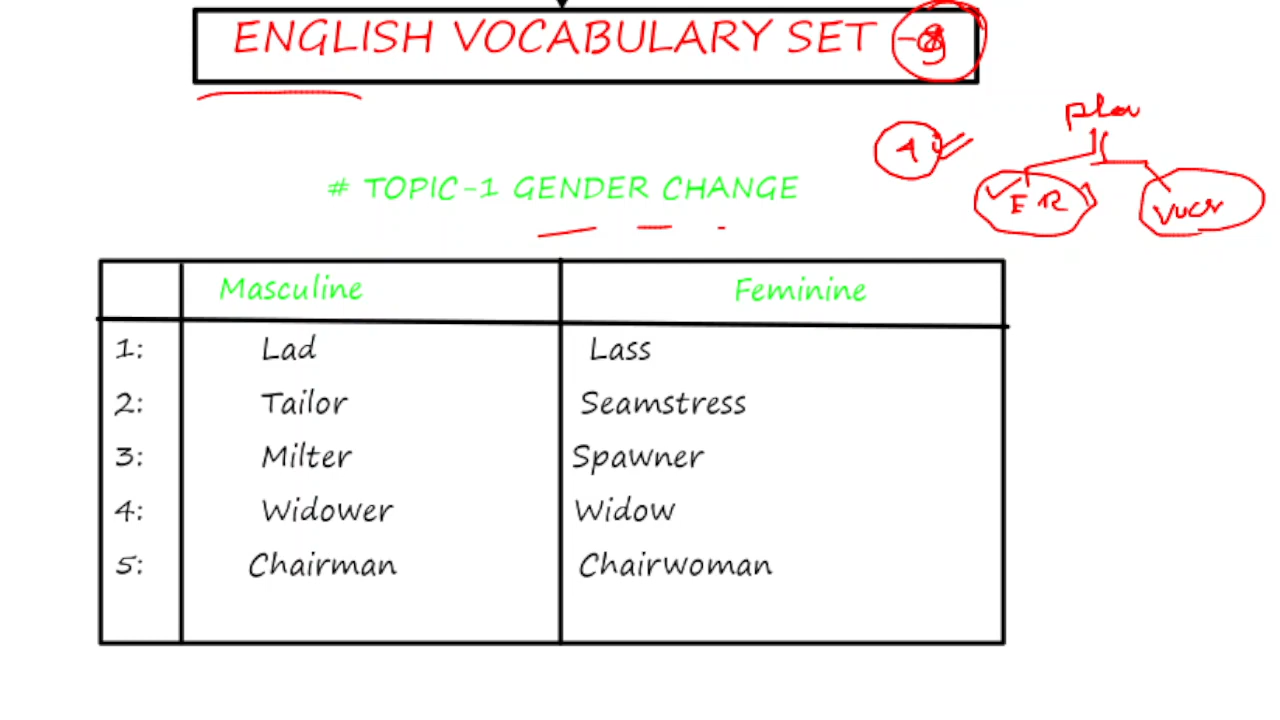 ENGLISH VOCABULARY SET -
# TOPIC-1 GENDER CHANGE
Masculine Feminine
1: Lad Lass
2: Tailor Seamstress
3: Milter Spawner
4: Widower Widow
5: Chairman Chairwoman